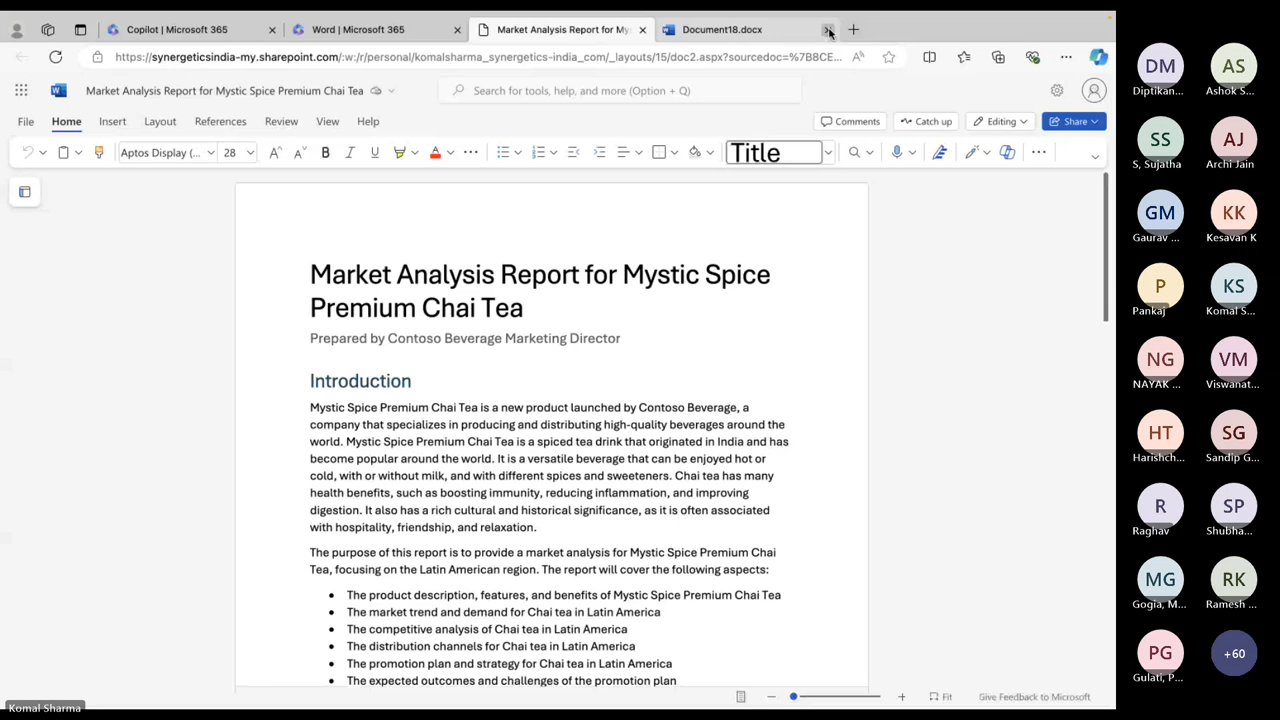 Copilot | Microsoft 365
Word | Microsoft 365
Market Analysis Report for My
Document18.docx
https://synergeticsindia-my.sharepoint.com/:w:/r/personal/komalsharma_synergetics-india_com/_layouts/15/doc2.aspx?sourcedoc=%7B8CE...
Market Analysis Report for Mystic Spice Premium Chai Tea
Search for tools, help, and more (Option + Q)
File Home Insert Layout References Review View Help
Comments Catch up Editing Share
Aptos Display (... 28 Title
Market Analysis Report for Mystic Spice
Premium Chai Tea
Prepared by Contoso Beverage Marketing Director
Introduction
Mystic Spice Premium Chai Tea is a new product launched by Contoso Beverage, a
company that specializes in producing and distributing high-quality beverages around the
world. Mystic Spice Premium Chai Tea is a spiced tea drink that originated in India and has
become popular around the world. It is a versatile beverage that can be enjoyed hot or
cold, with or without milk, and with different spices and sweeteners. Chai tea has many
health benefits, such as boosting immunity, reducing inflammation, and improving
digestion. It also has a rich cultural and historical significance, as it is often associated
with hospitality, friendship, and relaxation.
The purpose of this report is to provide a market analysis for Mystic Spice Premium Chai
Tea, focusing on the Latin American region. The report will cover the following aspects:
• The product description, features, and benefits of Mystic Spice Premium Chai Tea
• The market trend and demand for Chai tea in Latin America
• The competitive analysis of Chai tea in Latin America
• The distribution channels for Chai tea in Latin America
• The promotion plan and strategy for Chai tea in Latin America
• The expected outcomes and challenges of the promotion plan
Fit Give Feedback to Microsoft
Komal Sharma
DM AS
Diptikan... Ashok S...
SS AJ
S, Sujatha Archi Jain
GM KK
Gaurav ... Kesavan K
P KS
Pankaj Komal S...
NG VM
NAYAK ... Viswanat...
HT SG
Harishch... Sandip G...
R SP
Raghav Shubha...
MG RK
Gogia, M... Ramesh ...
PG +60
Gulati, P...